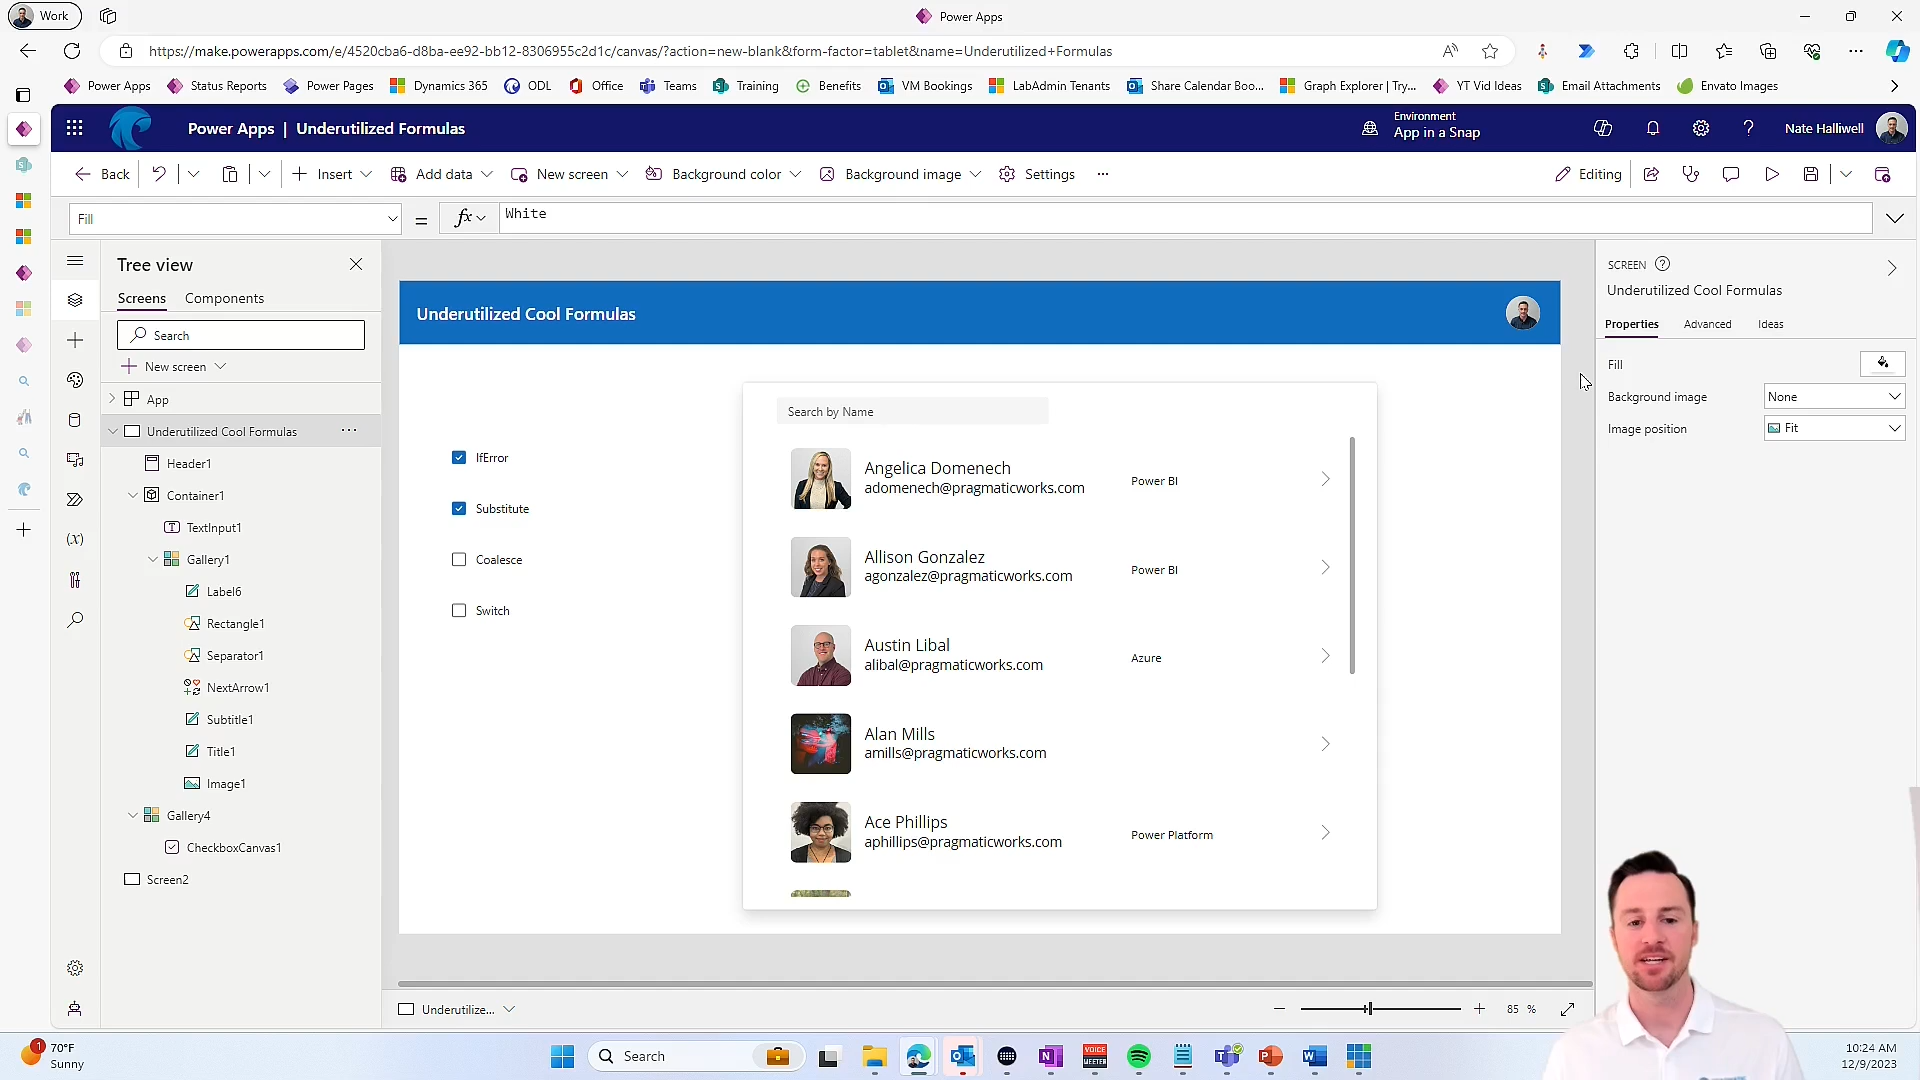 Work
Power Apps
https://make.powerapps.com/e/4520cba6-d8ba-ee92-bb12-8306955c2d1c/canvas/?action=new-blank&form-factor=tablet&name=Underutilized+Formulas
Power Apps
Status Reports
Power Pages
Dynamics 365
ODL
Office
Teams
Training
Benefits
VM Bookings
LabAdmin Tenants
Share Calendar Boo...
Graph Explorer | Try...
YT Vid Ideas
Email Attachments
Envato Images
Power Apps | Underutilized Formulas
Environment
App in a Snap
Nate Halliwell
Back
Insert
Add data
New screen
Background color
Background image
Settings
Editing
Fill
=
fx
White
Tree view
Screens
Components
Search
New screen
App
Underutilized Cool Formulas
Header1
Container1
TextInput1
Gallery1
Label6
Rectangle1
Separator1
NextArrow1
Subtitle1
Title1
Image1
Gallery4
CheckboxCanvas1
Screen2
(x)
Underutilized Cool Formulas
IfError
Substitute
Coalesce
Switch
Search by Name
Angelica Domenech
adomenech@pragmaticworks.com
Power BI
Allison Gonzalez
agonzalez@pragmaticworks.com
Power BI
Austin Libal
alibal@pragmaticworks.com
Azure
Alan Mills
amills@pragmaticworks.com
Ace Phillips
aphillips@pragmaticworks.com
Power Platform
SCREEN
Underutilized Cool Formulas
Properties
Advanced
Ideas
Fill
Background image
None
Image position
Fit
Underutilize...
85 %
1
70°F
Sunny
Search
VOICE
MEETER
10:24 AM
12/9/2023